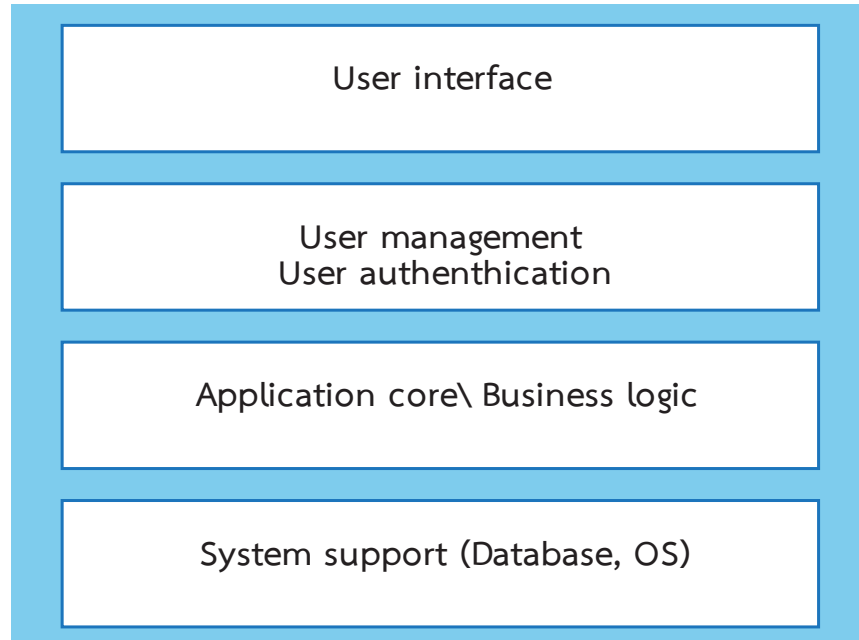 User interface
User management
User authenthication
Application core\ Business logic
System support (Database, OS)